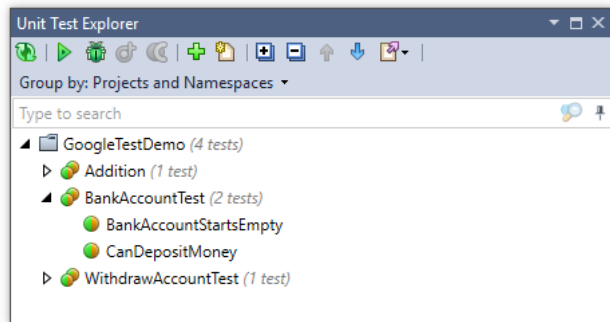 Unit Test Explorer
Group by: Projects and Namespaces
Type to search
GoogleTestDemo (4 tests)
Addition (1 test)
BankAccountTest (2 tests)
BankAccountStartsEmpty
CanDepositMoney
WithdrawAccountTest (1 test)